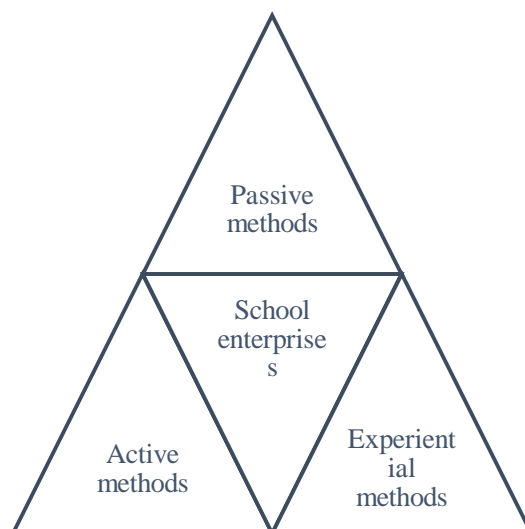 Passive
methods
School
enterprise
s
Active
methods
Experient
ial
methods